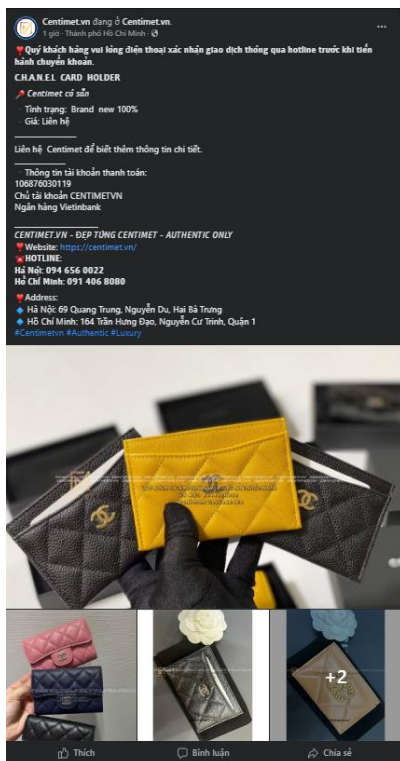 Centimet.vn đang ở Centimet.vn.
1 giờ · Thành phố Hồ Chí Minh ·
❣️Quý khách hàng vui lòng điện thoại xác nhận giao dịch thông qua hotline trước khi tiến
hành chuyển khoản.
C.H.A.N.E.L CARD HOLDER
📌 Centimet có sẵn
- Tình trạng: Brand new 100%
- Giá: Liên hệ
Liên hệ Centimet để biết thêm thông tin chi tiết.
- Thông tin tài khoản thanh toán:
106876030119
Chủ tài khoản CENTIMETVN
Ngân hàng Vietinbank
CENTIMET.VN - ĐẸP TỪNG CENTIMET - AUTHENTIC ONLY
❣️Website: https://centimet.vn/
☎️HOTLINE:
Hà Nội: 094 656 0022
Hồ Chí Minh: 091 406 8080
❣️Address:
🔹 Hà Nội: 69 Quang Trung, Nguyễn Du, Hai Bà Trưng
🔹 Hồ Chí Minh: 164 Trần Hưng Đạo, Nguyễn Cư Trinh, Quận 1
#Centimetvn #Authentic #Luxury
+2
Thích
Bình luận
Chia sẻ